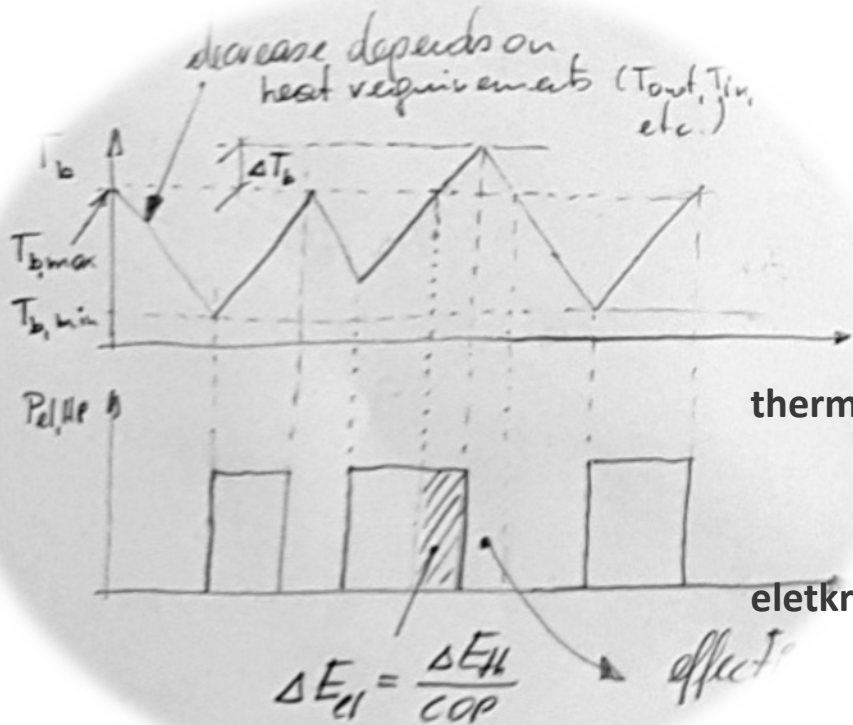 decrease depends on
heat requirements (Tout, Tin,
etc.)
Tb
ΔTb
Tb,max
Tb,min
Pel,HP
therm
eletkr
ΔEel = ΔEH
COP
effect